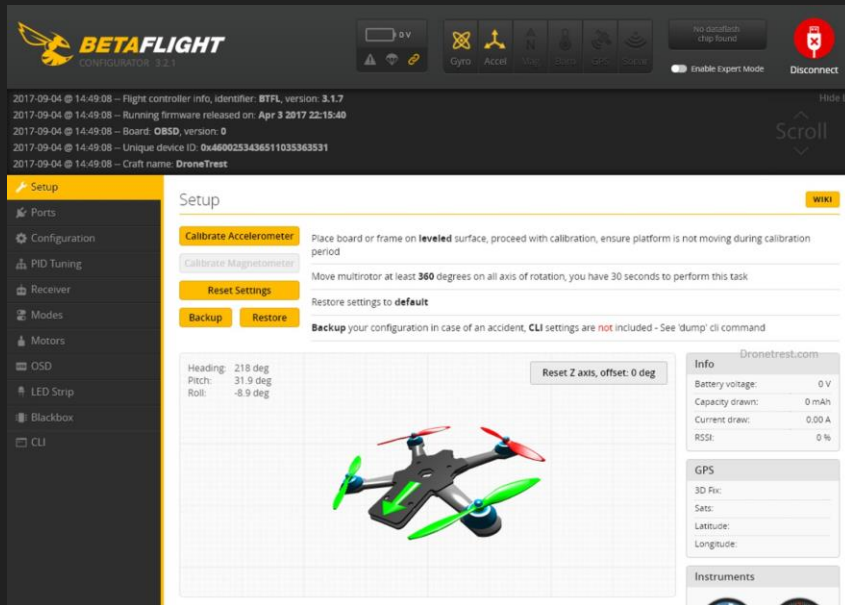 BETAFLIGHT
CONFIGURATOR 3.2.1
0 V
Gyro
Accel
Mag
Baro
GPS
Sonar
No dataflash
chip found
Enable Expert Mode
Disconnect
2017-09-04 @ 14:49:08 -- Flight controller info, identifier: BTFL, version: 3.1.7
Hide
2017-09-04 @ 14:49:08 -- Running firmware released on: Apr 3 2017 22:15:40
2017-09-04 @ 14:49:08 -- Board: OBSD, version: 0
2017-09-04 @ 14:49:08 -- Unique device ID: 0x4600253436511035363531
2017-09-04 @ 14:49:08 -- Craft name: DroneTrest
Scroll
Setup
Ports
Configuration
PID Tuning
Receiver
Modes
Motors
OSD
LED Strip
Blackbox
CLI
Setup
WIKI
Calibrate Accelerometer
Place board or frame on leveled surface, proceed with calibration, ensure platform is not moving during calibration
period
Calibrate Magnetometer
Move multirotor at least 360 degrees on all axis of rotation, you have 30 seconds to perform this task
Reset Settings
Restore settings to default
Backup
Restore
Backup your configuration in case of an accident, CLI settings are not included - See 'dump' cli command
Heading: 218 deg
Pitch: 31.9 deg
Roll: -8.9 deg
Reset Z axis, offset: 0 deg
Dronetrest.com
Info
Battery voltage: 0 V
Capacity drawn: 0 mAh
Current draw: 0.00 A
RSSI: 0 %
GPS
3D Fix:
Sats:
Latitude:
Longitude:
Instruments